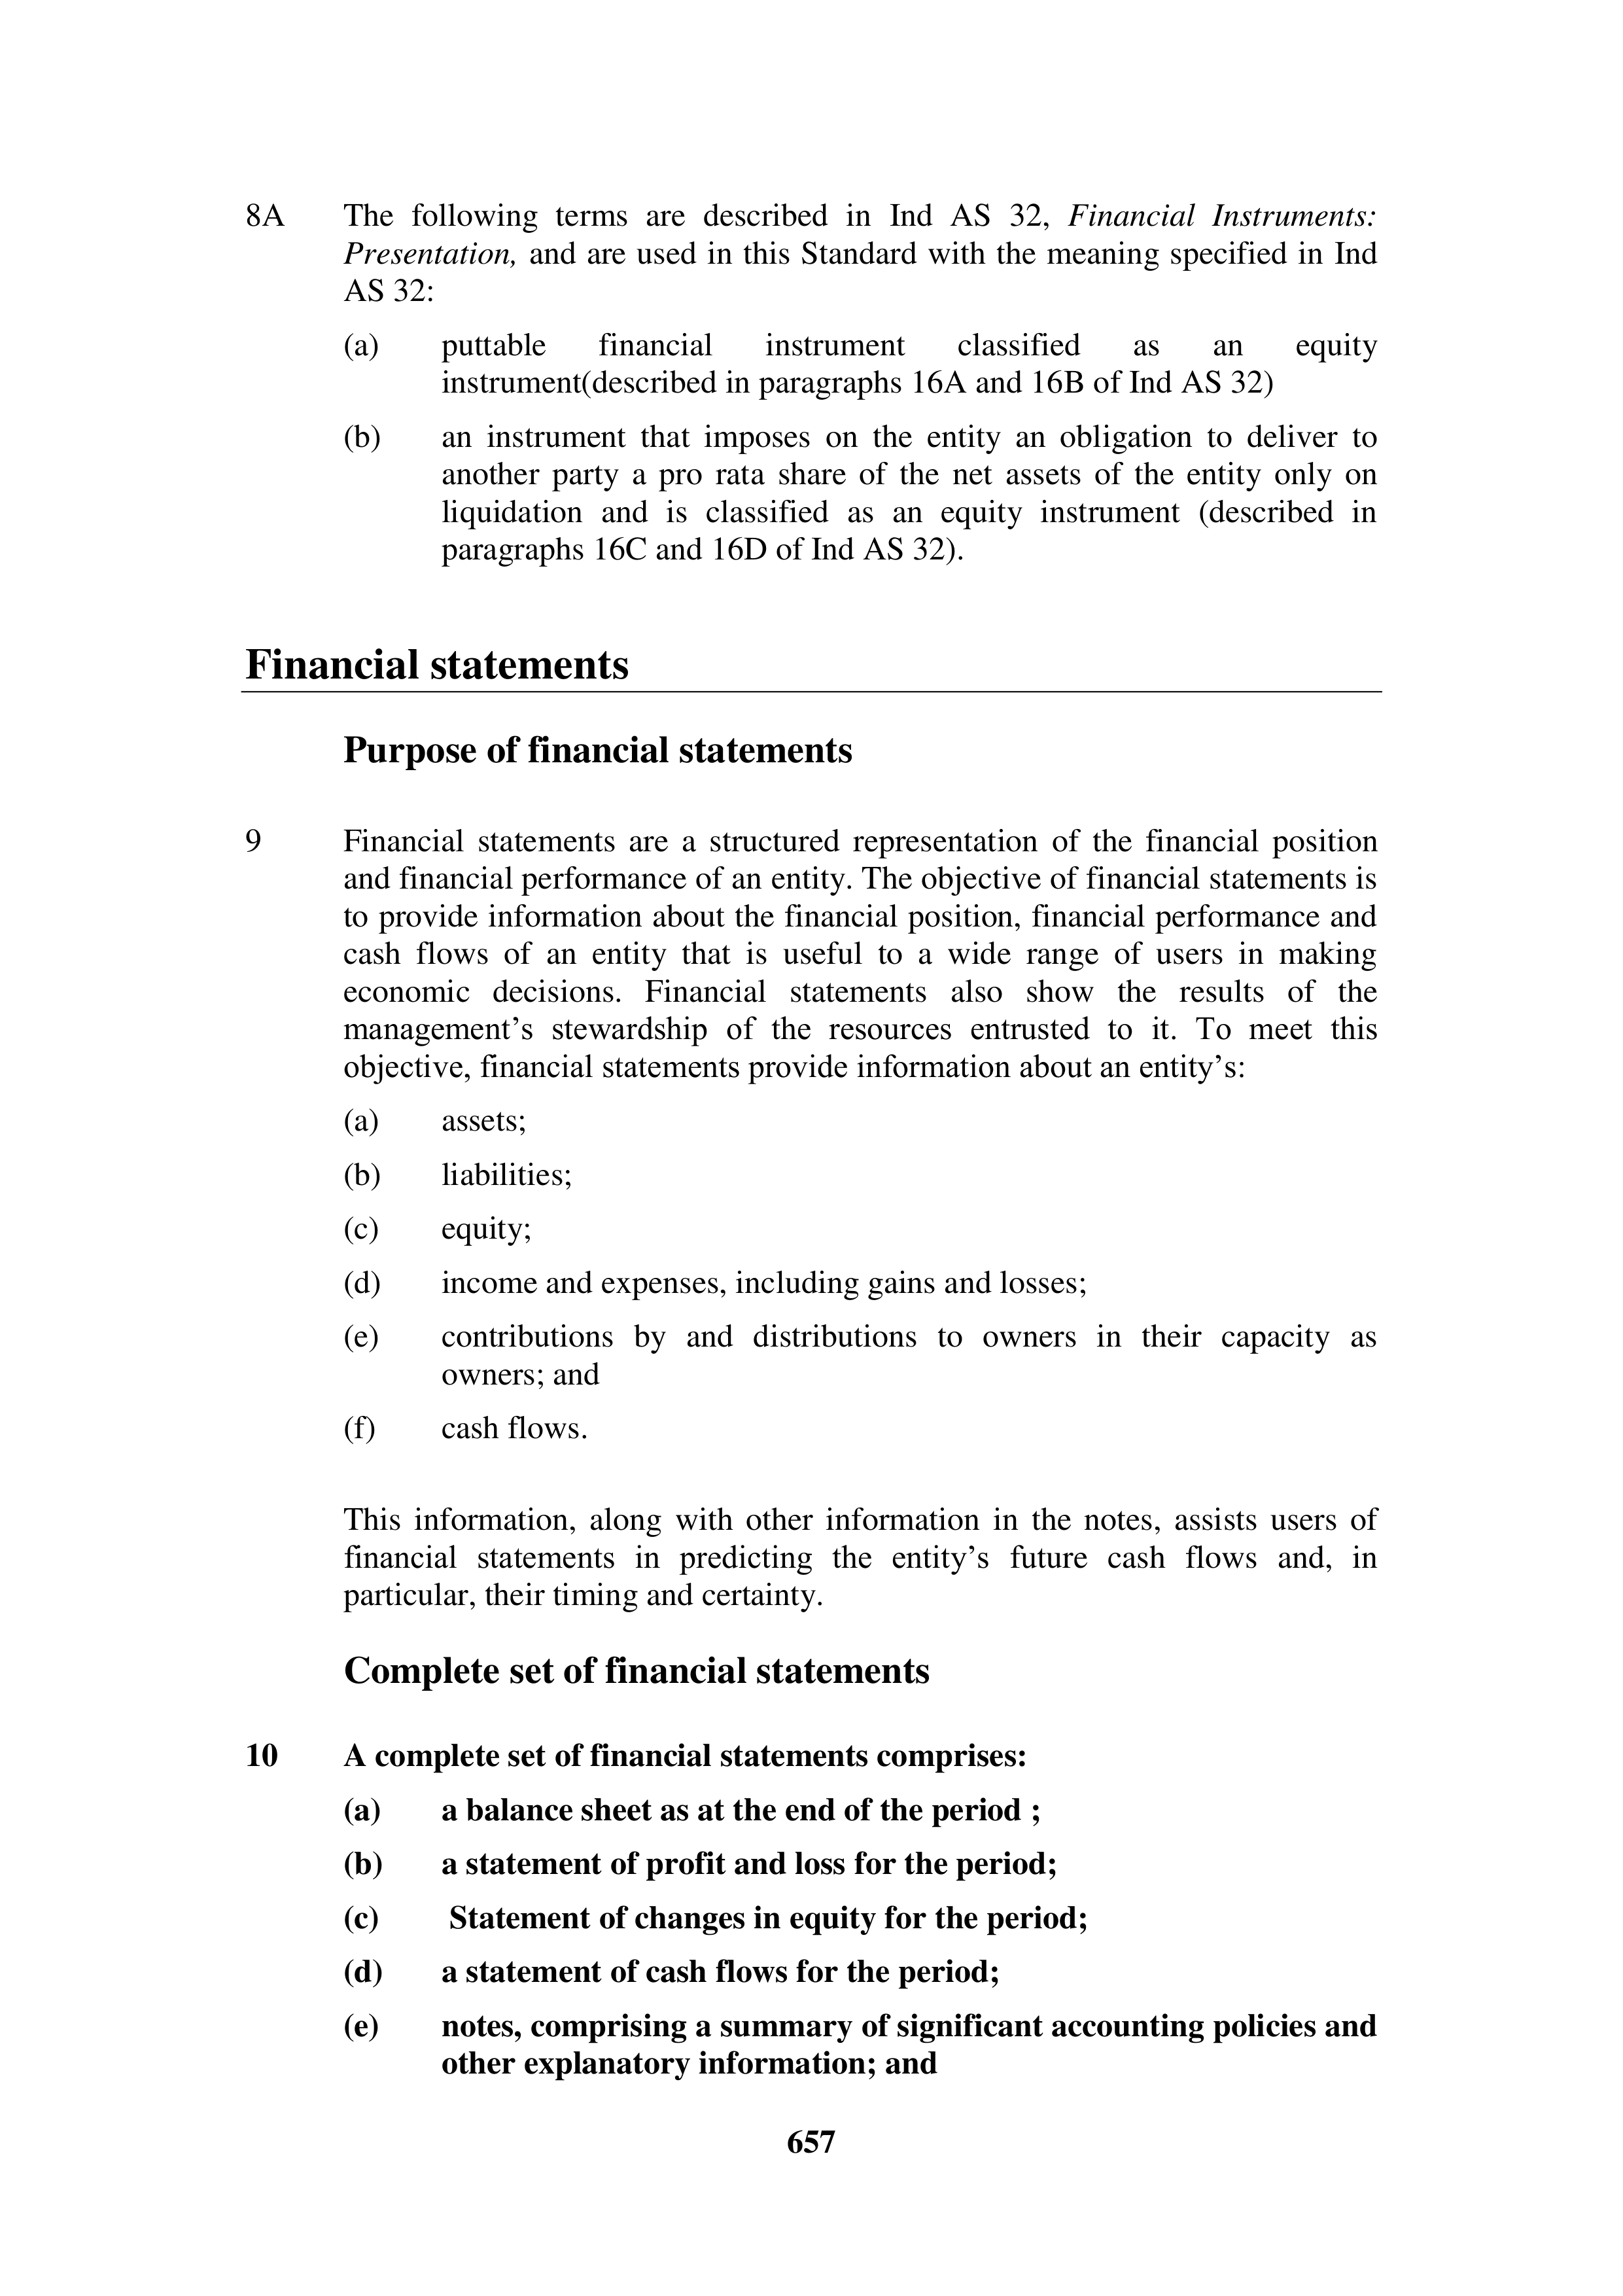 8A The following terms are described in Ind AS 32, Financial Instruments:
Presentation, and are used in this Standard with the meaning specified in Ind
AS 32:
(a) puttable financial instrument classified as an equity
instrument(described in paragraphs 16A and 16B of Ind AS 32)
(b) an instrument that imposes on the entity an obligation to deliver to
another party a pro rata share of the net assets of the entity only on
liquidation and is classified as an equity instrument (described in
paragraphs 16C and 16D of Ind AS 32).
Financial statements
Purpose of financial statements
9 Financial statements are a structured representation of the financial position
and financial performance of an entity. The objective of financial statements is
to provide information about the financial position, financial performance and
cash flows of an entity that is useful to a wide range of users in making
economic decisions. Financial statements also show the results of the
management’s stewardship of the resources entrusted to it. To meet this
objective, financial statements provide information about an entity’s:
(a) assets;
(b) liabilities;
(c) equity;
(d) income and expenses, including gains and losses;
(e) contributions by and distributions to owners in their capacity as
owners; and
(f) cash flows.
This information, along with other information in the notes, assists users of
financial statements in predicting the entity’s future cash flows and, in
particular, their timing and certainty.
Complete set of financial statements
10 A complete set of financial statements comprises:
(a) a balance sheet as at the end of the period ;
(b) a statement of profit and loss for the period;
(c) Statement of changes in equity for the period;
(d) a statement of cash flows for the period;
(e) notes, comprising a summary of significant accounting policies and
other explanatory information; and
657